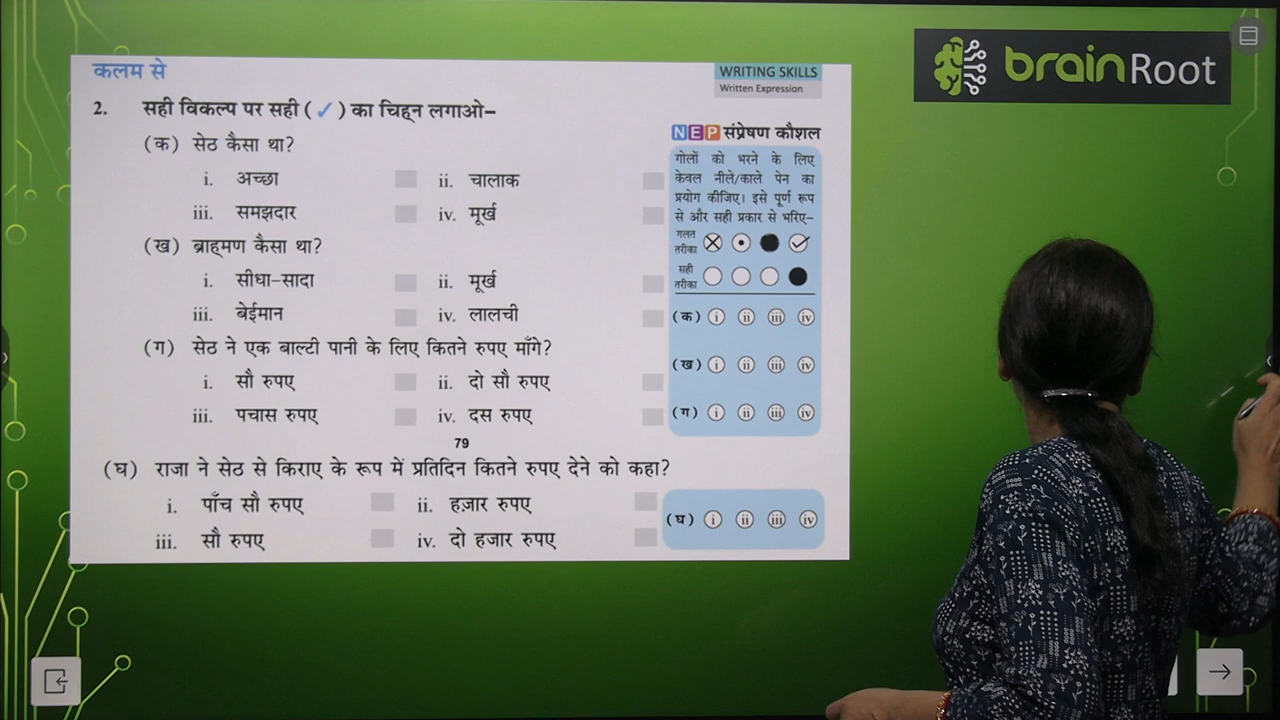 brainRoot
कलम से
WRITING SKILLS
Written Expression
2. सही विकल्प पर सही (✓) का चिह्न लगाओ–
(क) सेठ कैसा था?
i. अच्छा ii. चालाक
iii. समझदार iv. मूर्ख
(ख) ब्राह्मण कैसा था?
i. सीधा-सादा ii. मूर्ख
iii. बेईमान iv. लालची
(ग) सेठ ने एक बाल्टी पानी के लिए कितने रुपए माँगे?
i. सौ रुपए ii. दो सौ रुपए
iii. पचास रुपए iv. दस रुपए
79
(घ) राजा ने सेठ से किराए के रूप में प्रतिदिन कितने रुपए देने को कहा?
i. पाँच सौ रुपए ii. हज़ार रुपए
iii. सौ रुपए iv. दो हजार रुपए
NEP संप्रेषण कौशल
गोलों को भरने के लिए
केवल नीले/काले पेन का
प्रयोग कीजिए। इसे पूर्ण रूप
से और सही प्रकार से भरिए–
गलत
तरीका
सही
तरीका
(क) i ii iii iv
(ख) i ii iii iv
(ग) i ii iii iv
(घ) i ii iii iv